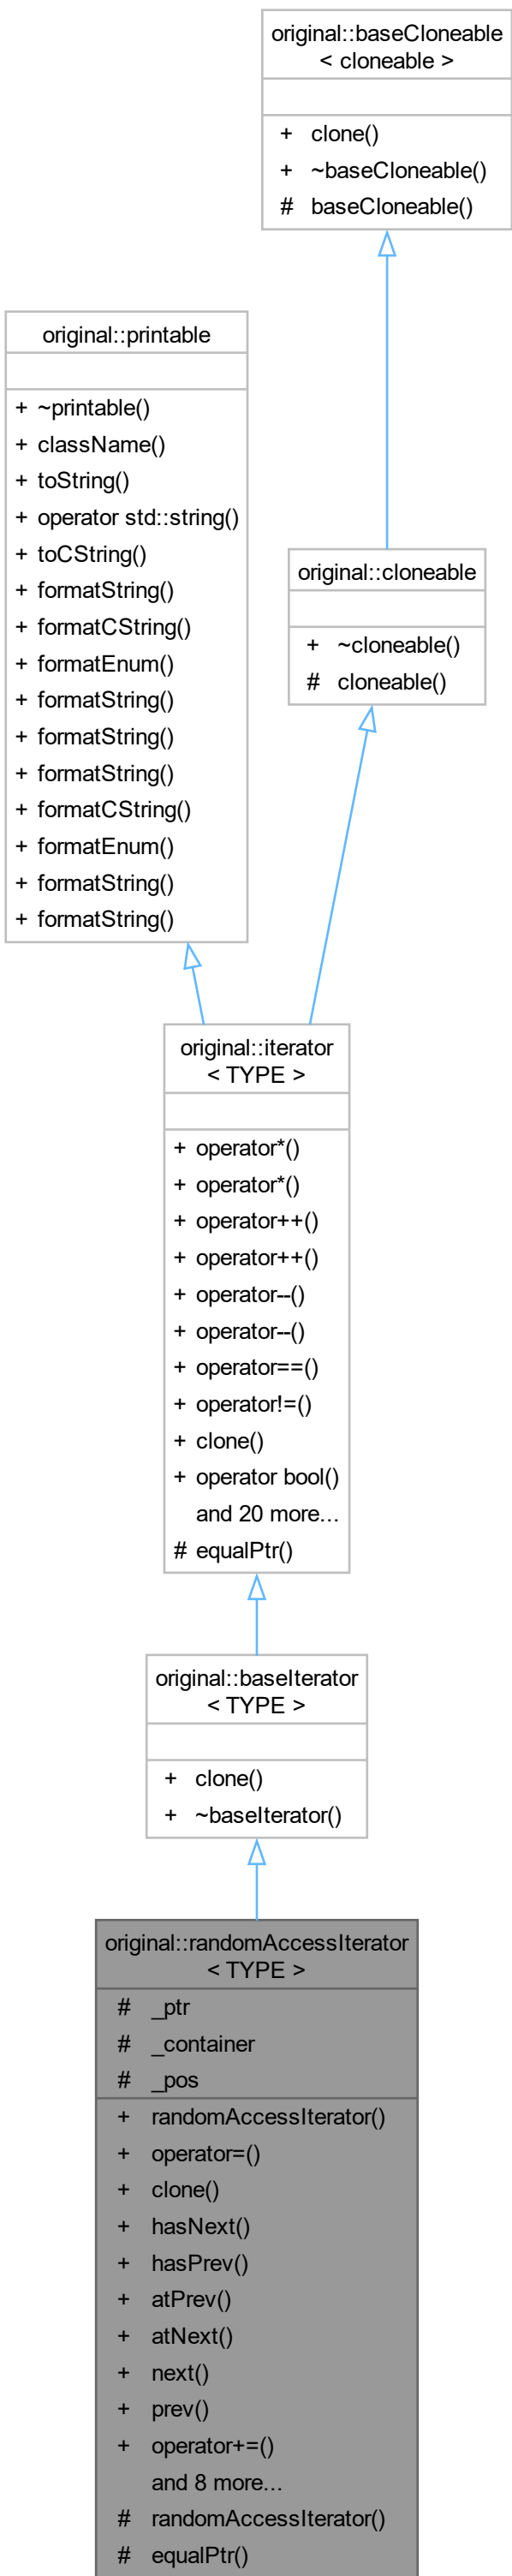 original::baseCloneable
< cloneable >
+ clone()
+ ~baseCloneable()
# baseCloneable()
original::printable
+ ~printable()
+ className()
+ toString()
+ operator std::string()
+ toCString()
+ formatString()
+ formatCString()
+ formatEnum()
+ formatString()
+ formatString()
+ formatString()
+ formatCString()
+ formatEnum()
+ formatString()
+ formatString()
original::cloneable
+ ~cloneable()
# cloneable()
original::iterator
< TYPE >
+ operator*()
+ operator*()
+ operator++()
+ operator++()
+ operator--()
+ operator--()
+ operator==()
+ operator!=()
+ clone()
+ operator bool()
and 20 more...
# equalPtr()
original::baseIterator
< TYPE >
+ clone()
+ ~baseIterator()
original::randomAccessIterator
< TYPE >
# _ptr
# _container
# _pos
+ randomAccessIterator()
+ operator=()
+ clone()
+ hasNext()
+ hasPrev()
+ atPrev()
+ atNext()
+ next()
+ prev()
+ operator+=()
and 8 more...
# randomAccessIterator()
# equalPtr()